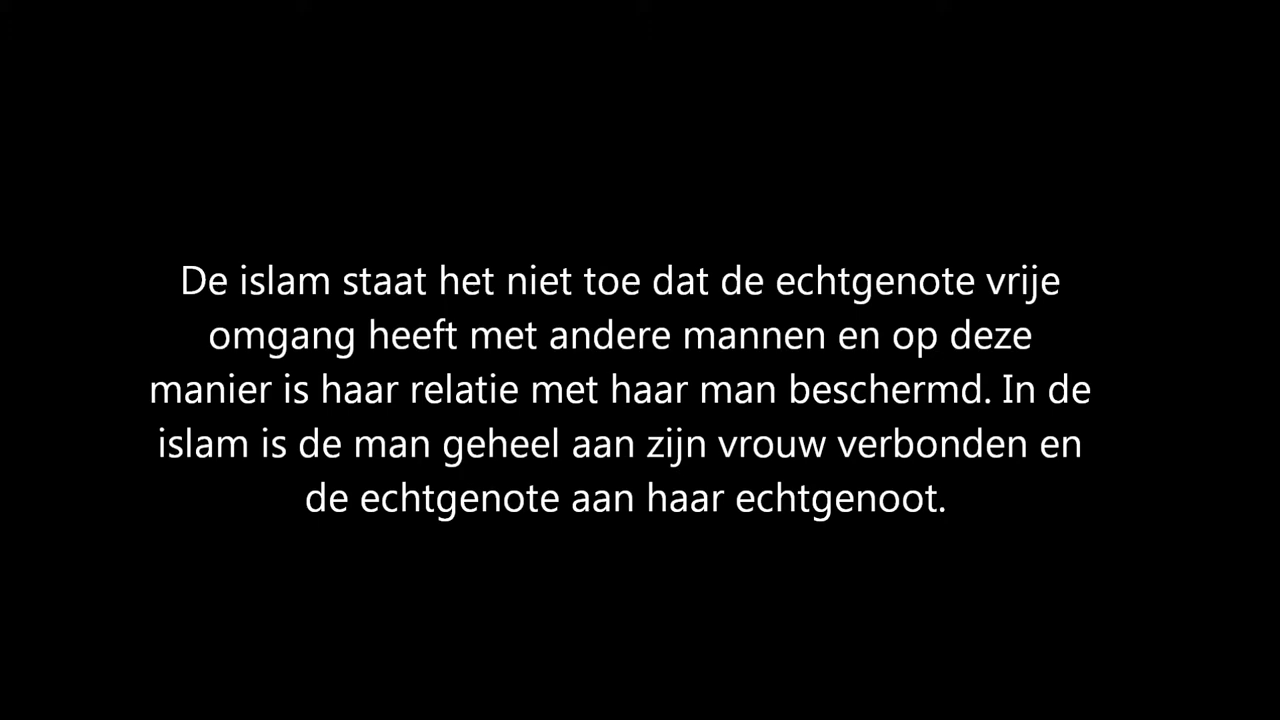 De islam staat het niet toe dat de echtgenote vrije
omgang heeft met andere mannen en op deze
manier is haar relatie met haar man beschermd. In de
islam is de man geheel aan zijn vrouw verbonden en
de echtgenote aan haar echtgenoot.